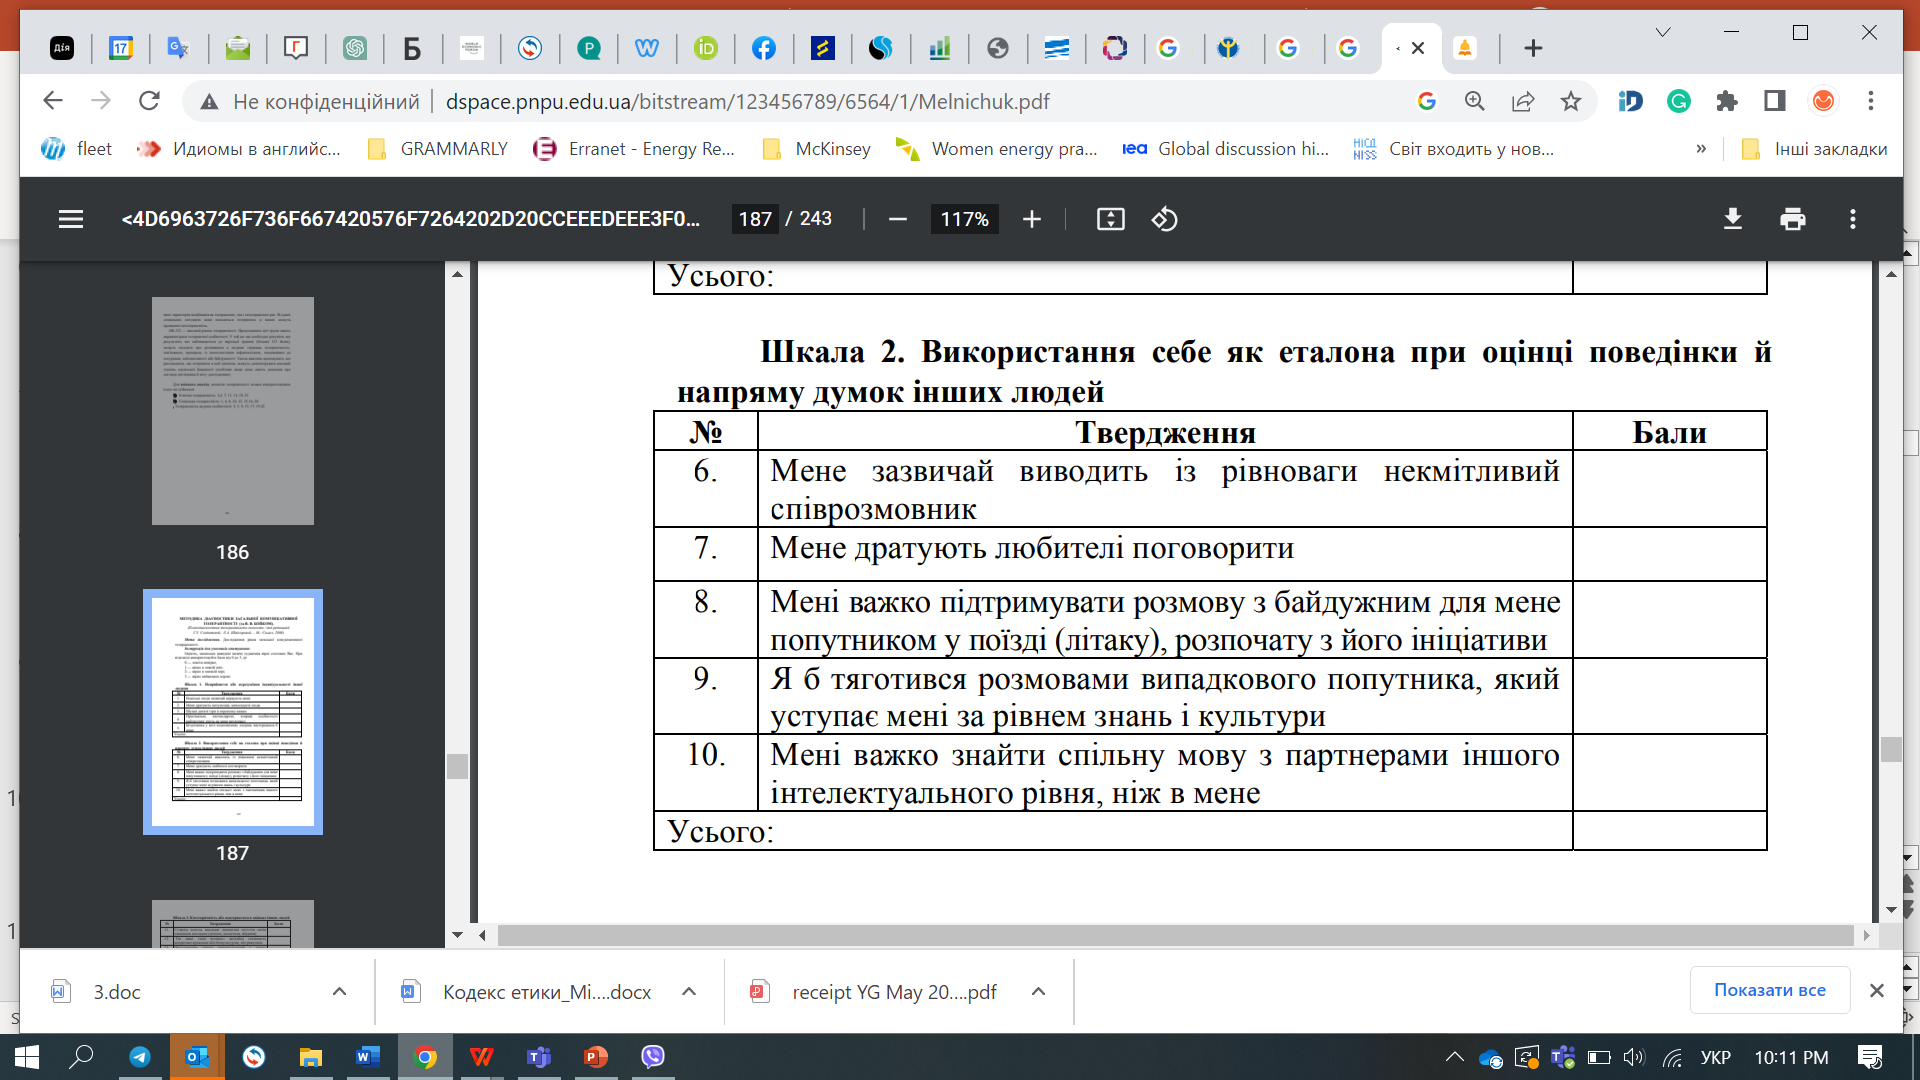 Не конфіденційний
dspace.pnpu.edu.ua/bitstream/123456789/6564/1/Melnichuk.pdf
fleet
Идиомы в английс...
GRAMMARLY
Erranet - Energy Re...
McKinsey
Women energy pra...
Global discussion hi...
Світ входить у нов...
»
Інші закладки
<4D6963726F736F667420576F7264202D20CCEEEDEEE3F0...
187 / 243
117%
Усього:
Шкала 2. Використання себе як еталона при оцінці поведінки й
напряму думок інших людей
№ Твердження Бали
6. Мене зазвичай виводить із рівноваги некмітливий
співрозмовник
7. Мене дратують любителі поговорити
8. Мені важко підтримувати розмову з байдужним для мене
попутником у поїзді (літаку), розпочату з його ініціативи
9. Я б тяготився розмовами випадкового попутника, який
уступає мені за рівнем знань і культури
10. Мені важко знайти спільну мову з партнерами іншого
інтелектуального рівня, ніж в мене
Усього:
186
187
3.doc
Кодекс етики_Мі....docx
receipt YG May 20....pdf
Показати все
УКР
10:11 PM